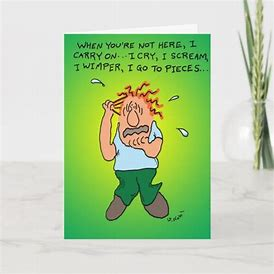 WHEN YOU'RE NOT HERE, I
CARRY ON... I CRY, I SCREAM,
I WIMPER, I GO TO PIECES...